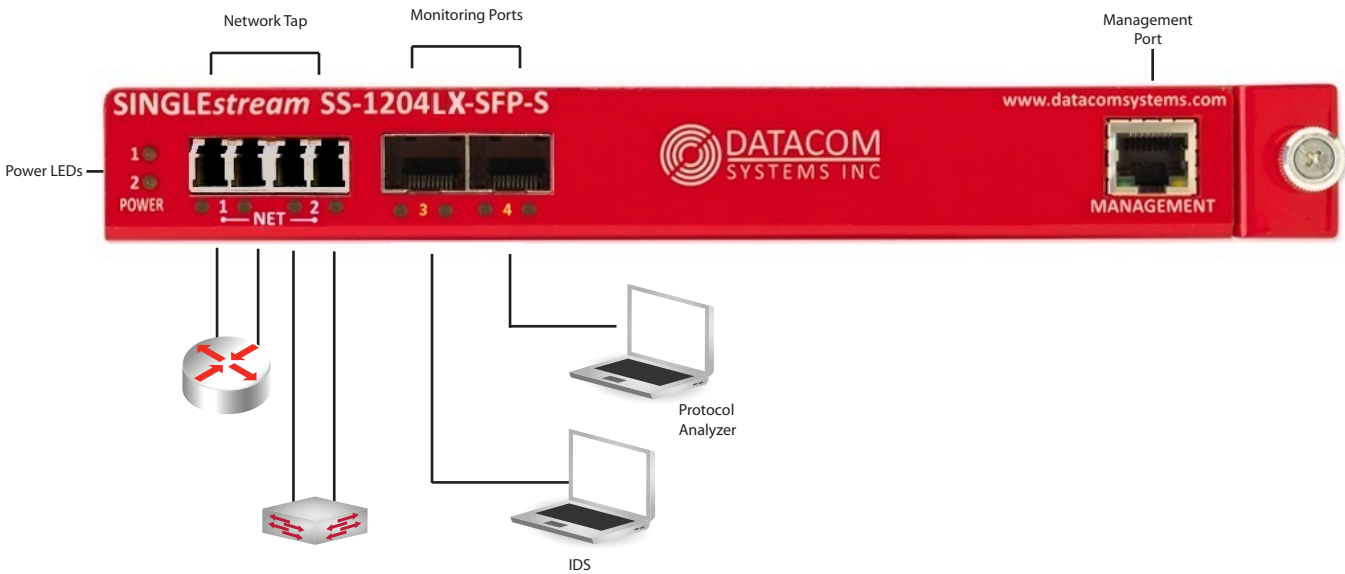 Network Tap
Monitoring Ports
Management
Port
SINGLEstream SS-1204LX-SFP-S
www.datacomsystems.com
Power LEDs
1
2
POWER
1
2
NET
3
4
DATACOM
SYSTEMS INC
MANAGEMENT
Protocol
Analyzer
IDS